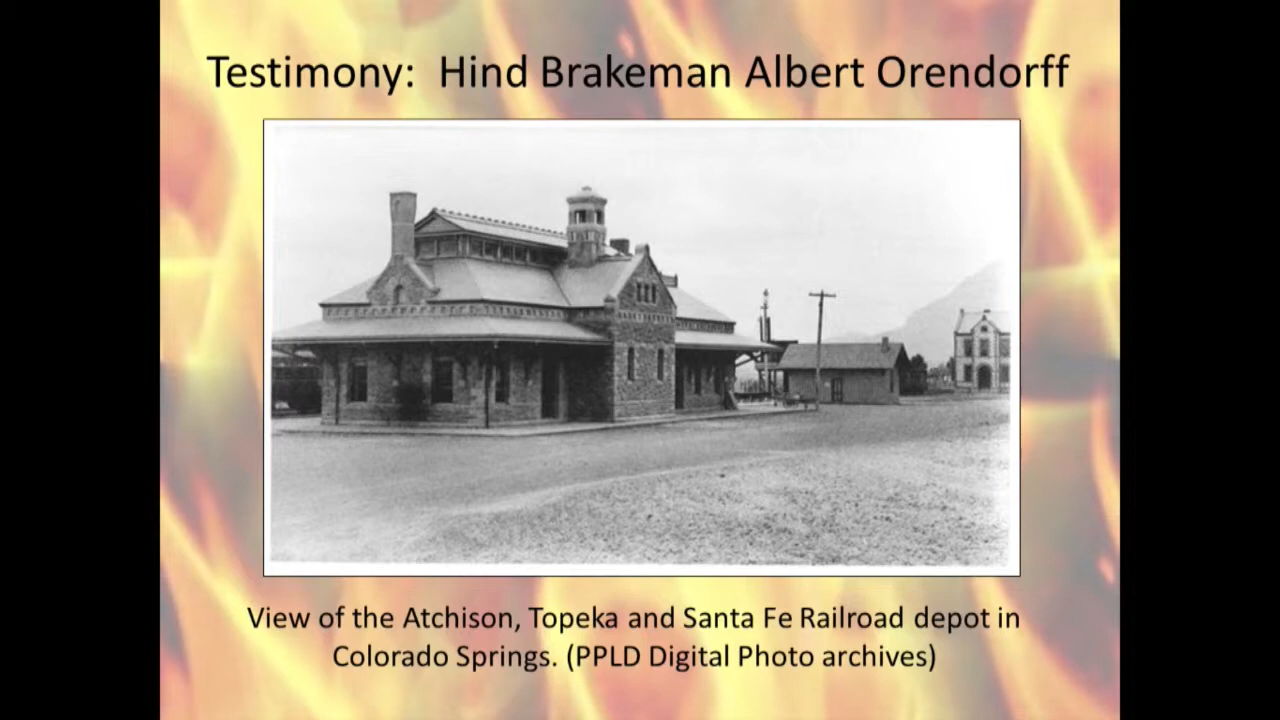 Testimony:  Hind Brakeman Albert Orendorff
View of the Atchison, Topeka and Santa Fe Railroad depot in
Colorado Springs. (PPLD Digital Photo archives)